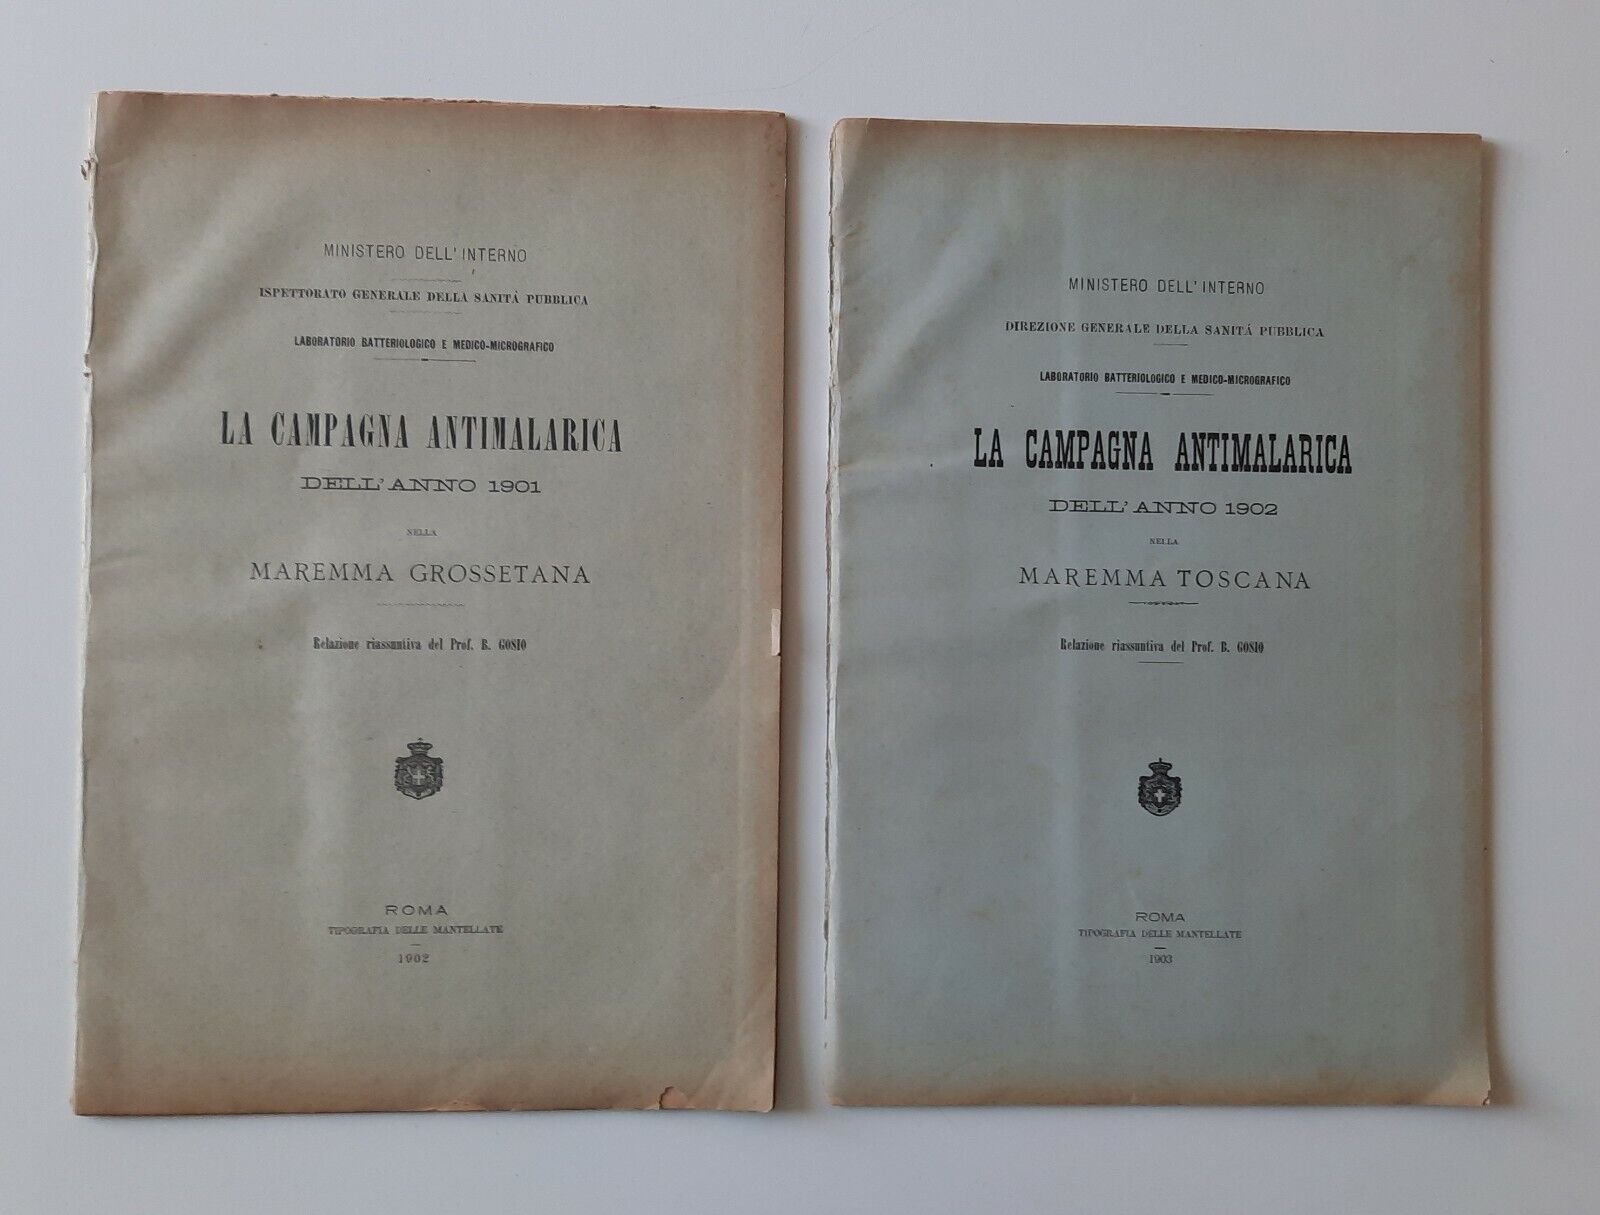 MINISTERO DELL'INTERNO
ISPETTORATO GENERALE DELLA SANITÀ PUBBLICA
LABORATORIO BATTERIOLOGICO E MEDICO-MICROGRAFICO
LA CAMPAGNA ANTIMALARICA
DELL'ANNO 1901
NELLA
MAREMMA GROSSETANA
Relazione riassuntiva del Prof. B. GOSIO
ROMA
TIPOGRAFIA DELLE MANTELLATE
1902
MINISTERO DELL'INTERNO
DIREZIONE GENERALE DELLA SANITÁ PUBBLICA
LABORATORIO BATTERIOLOGICO E MEDICO-MICROGRAFICO
LA CAMPAGNA ANTIMALARICA
DELL'ANNO 1902
NELLA
MAREMMA TOSCANA
Relazione riassuntiva del Prof. B. GOSIO
ROMA
TIPOGRAFIA DELLE MANTELLATE
1903